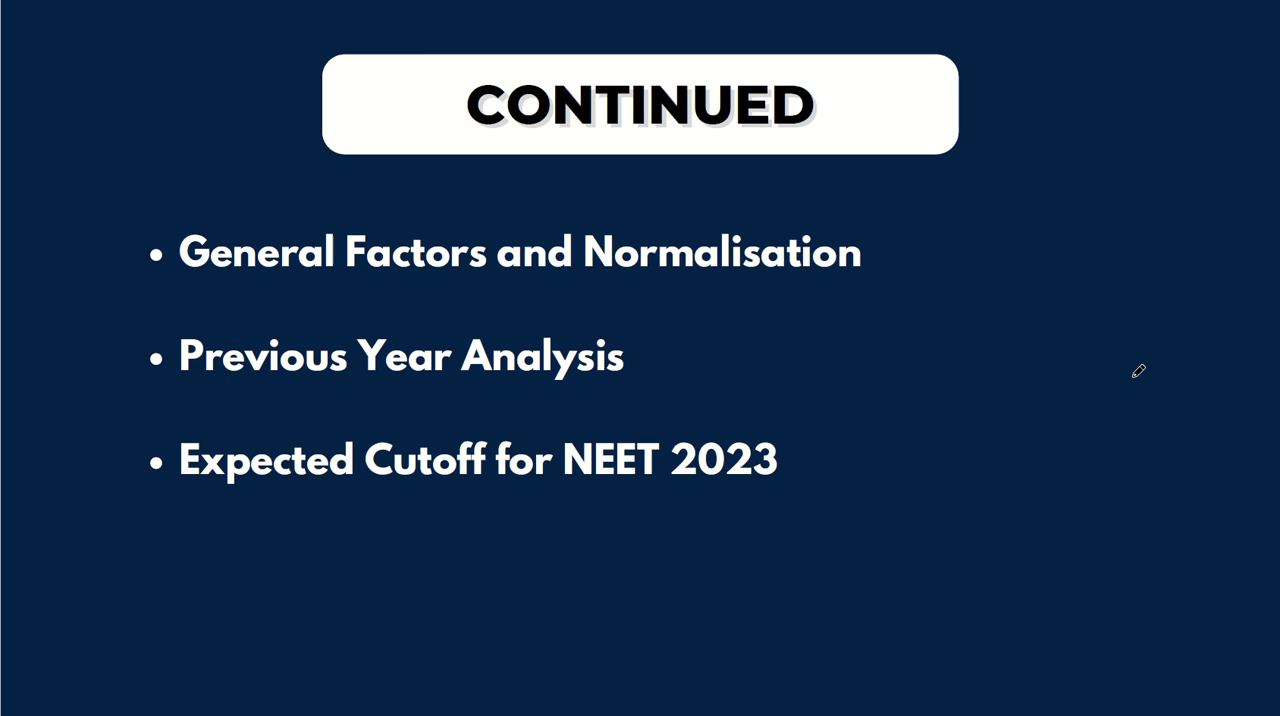 CONTINUED
• General Factors and Normalisation
• Previous Year Analysis
• Expected Cutoff for NEET 2023